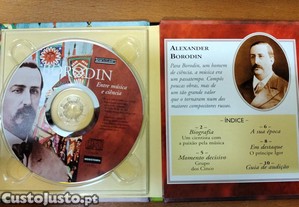 BORODIN
Entre música
e ciência
ALEXANDER
BORODIN
Para Borodin, um homem
de ciência, a música era
um passatempo. Compôs
poucas obras, mas de
um tão grande valor
que o tornaram num dos
maiores compositores russos.
ÍNDICE
2
Biografia
Um cientista com
a paixão pela música
5
Momento decisivo
Grupo
dos Cinco
6
A sua época
8
Em destaque
O príncipe Igor
10
Guia de audição
CustoJusto.pt